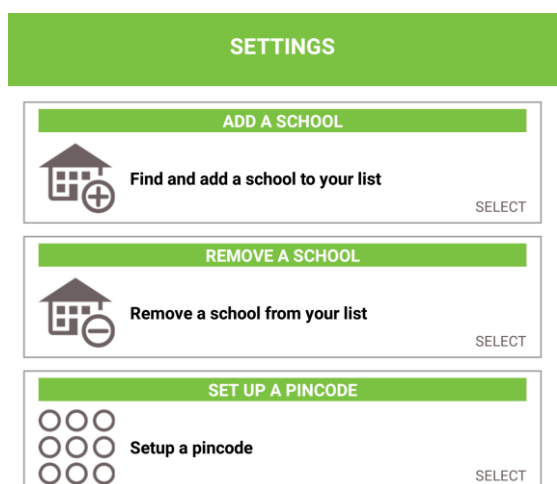 SETTINGS
ADD A SCHOOL
Find and add a school to your list
SELECT
REMOVE A SCHOOL
Remove a school from your list
SELECT
SET UP A PINCODE
Setup a pincode
SELECT